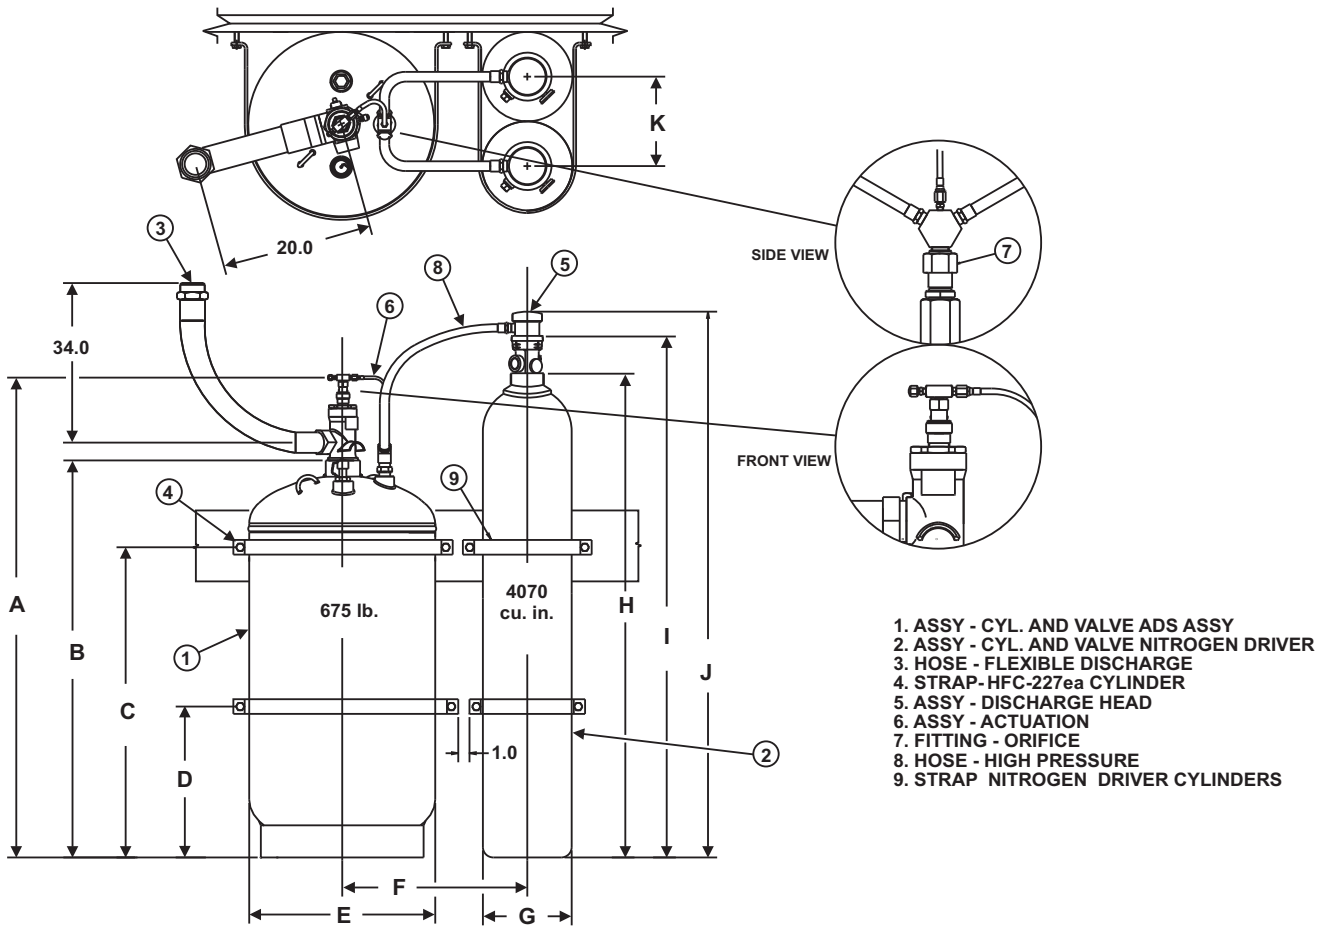 K
20.0
SIDE VIEW
7
3
8
5
6
34.0
FRONT VIEW
4
9
A
B
C
D
675 lb.
4070
cu. in.
H
I
J
1
1.0
2
F
E
G
1. ASSY - CYL. AND VALVE ADS ASSY
2. ASSY - CYL. AND VALVE NITROGEN DRIVER
3. HOSE - FLEXIBLE DISCHARGE
4. STRAP- HFC-227ea CYLINDER
5. ASSY - DISCHARGE HEAD
6. ASSY - ACTUATION
7. FITTING - ORIFICE
8. HOSE - HIGH PRESSURE
9. STRAP NITROGEN DRIVER CYLINDERS